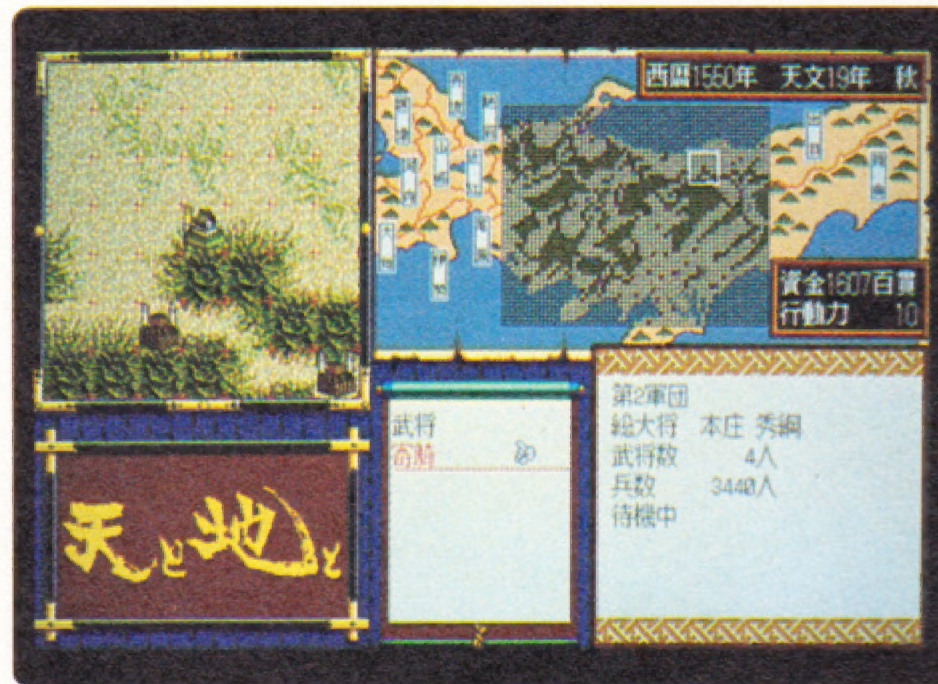 西暦1550年 天文19年 秋
資金1607百貫
行動力 10
武将
第2軍団
総大将 本庄 秀綱
武将数 4人
兵数 3440人
待機中
天と地と